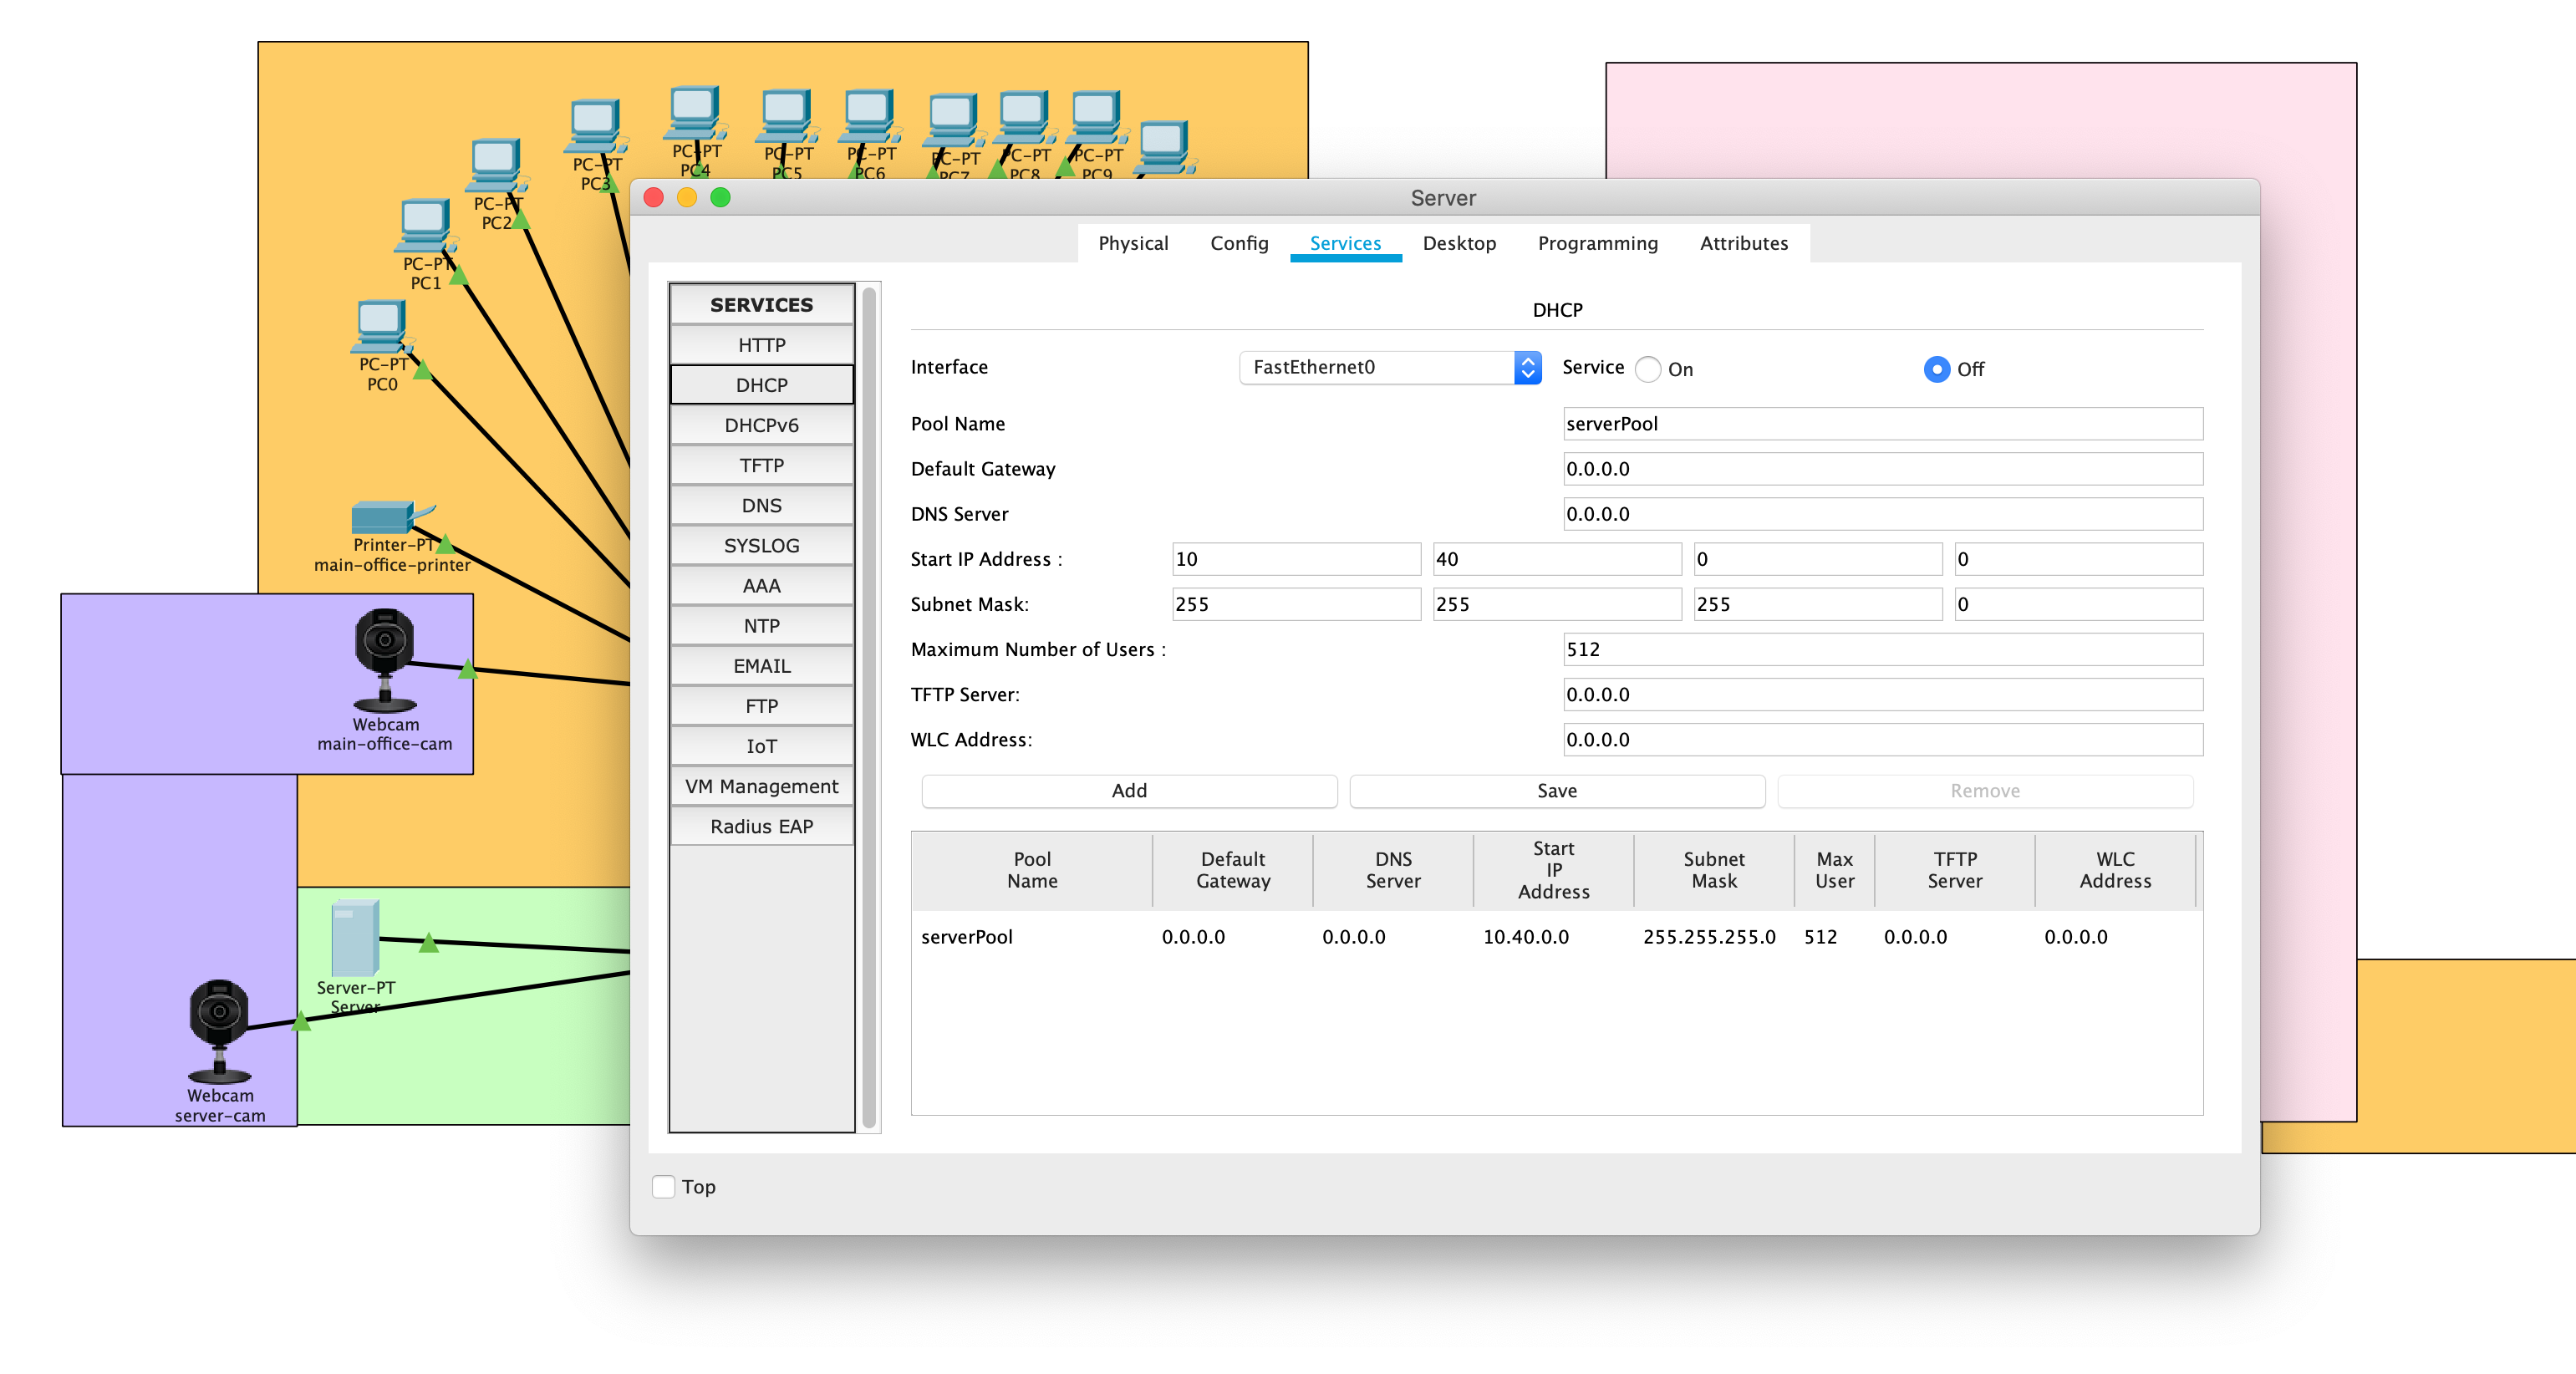 PC-PT
PC0
PC-PT
PC1
PC-PT
PC2
PC-PT
PC3
PC-PT
PC4
PC-PT
PC5
PC-PT
PC6
PC-PT
PC7
PC-PT
PC8
PC-PT
PC9
Printer-PT
main-office-printer
Webcam
main-office-cam
Server-PT
Server
Webcam
server-cam
Server
Physical Config Services Desktop Programming Attributes
SERVICES
HTTP
DHCP
DHCPv6
TFTP
DNS
SYSLOG
AAA
NTP
EMAIL
FTP
IoT
VM Management
Radius EAP
DHCP
Interface FastEthernet0 Service On Off
Pool Name serverPool
Default Gateway 0.0.0.0
DNS Server 0.0.0.0
Start IP Address : 10 40 0 0
Subnet Mask: 255 255 255 0
Maximum Number of Users : 512
TFTP Server: 0.0.0.0
WLC Address: 0.0.0.0
Add Save Remove
Pool Name Default Gateway DNS Server Start IP Address Subnet Mask Max User TFTP Server WLC Address
serverPool 0.0.0.0 0.0.0.0 10.40.0.0 255.255.255.0 512 0.0.0.0 0.0.0.0
Top